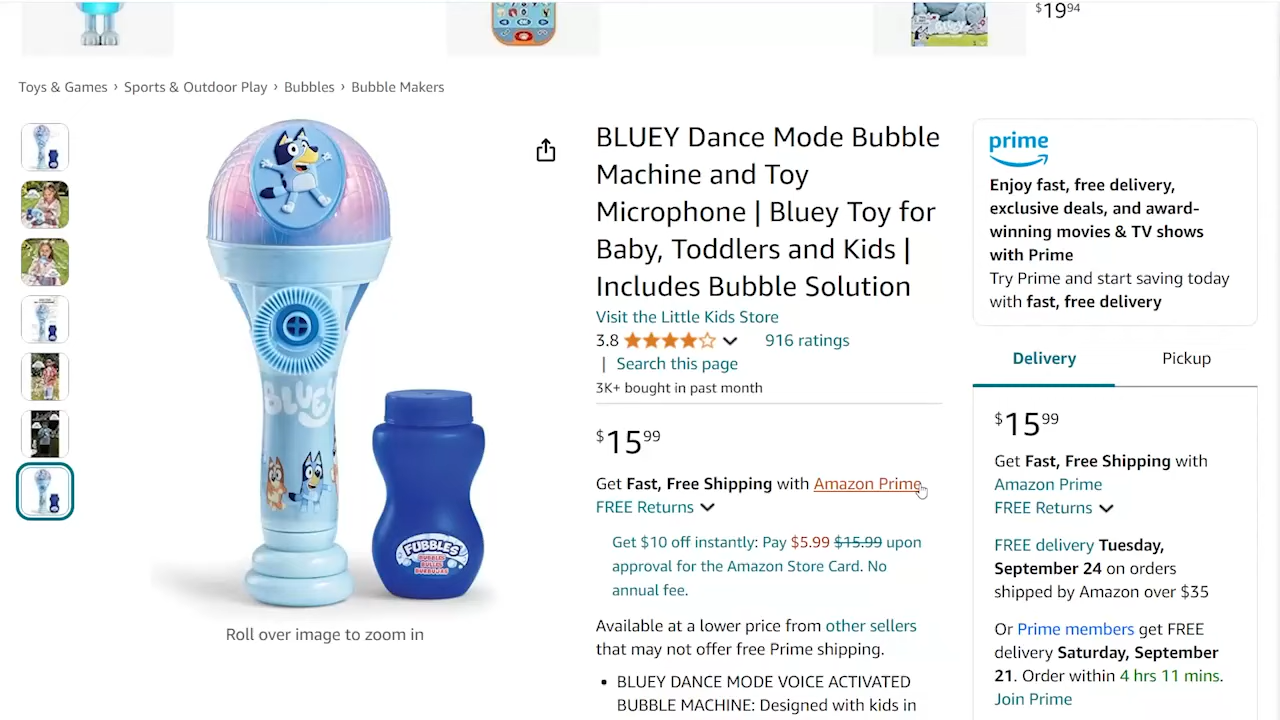 $19 94
Toys & Games › Sports & Outdoor Play › Bubbles › Bubble Makers
BLUEY
FUBBLES
Roll over image to zoom in
BLUEY Dance Mode Bubble
Machine and Toy
Microphone | Bluey Toy for
Baby, Toddlers and Kids |
Includes Bubble Solution
Visit the Little Kids Store
3.8
916 ratings
| Search this page
3K+ bought in past month
$15 99
Get Fast, Free Shipping with Amazon Prime
FREE Returns
Get $10 off instantly: Pay $5.99 $15.99 upon
approval for the Amazon Store Card. No
annual fee.
Available at a lower price from other sellers
that may not offer free Prime shipping.
• BLUEY DANCE MODE VOICE ACTIVATED
BUBBLE MACHINE: Designed with kids in
prime
Enjoy fast, free delivery,
exclusive deals, and award-
winning movies & TV shows
with Prime
Try Prime and start saving today
with fast, free delivery
Delivery
Pickup
$15 99
Get Fast, Free Shipping with
Amazon Prime
FREE Returns
FREE delivery Tuesday,
September 24 on orders
shipped by Amazon over $35
Or Prime members get FREE
delivery Saturday, September
21. Order within 4 hrs 11 mins.
Join Prime